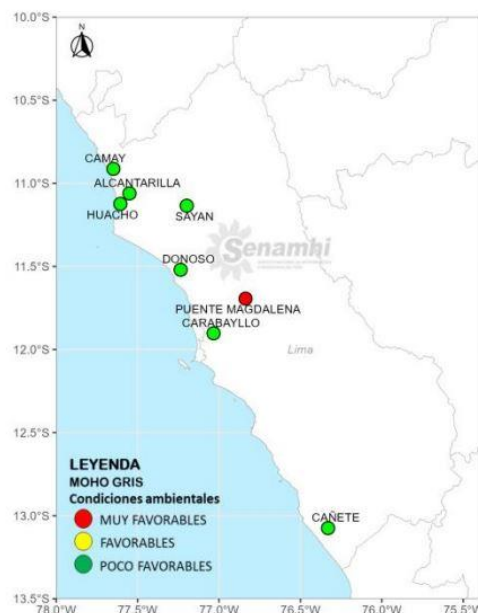 10.0°S
N
CAMAY
11.0°S
ALCANTARILLA
HUACHO
SAYAN
Senamhi
11.5°S
DONOSO
PUENTE MAGDALENA
CARABAYLLO
12.0°S
Lima
10.5°S
12.5°S
LEYENDA
MOHO GRIS
Condiciones ambientales
MUY FAVORABLES
FAVORABLES
POCO FAVORABLES
13.0°S
CAÑETE
13.5°S
78.0°W 77.5°W 77.0°W 76.5°W 76.0°W 75.5°W